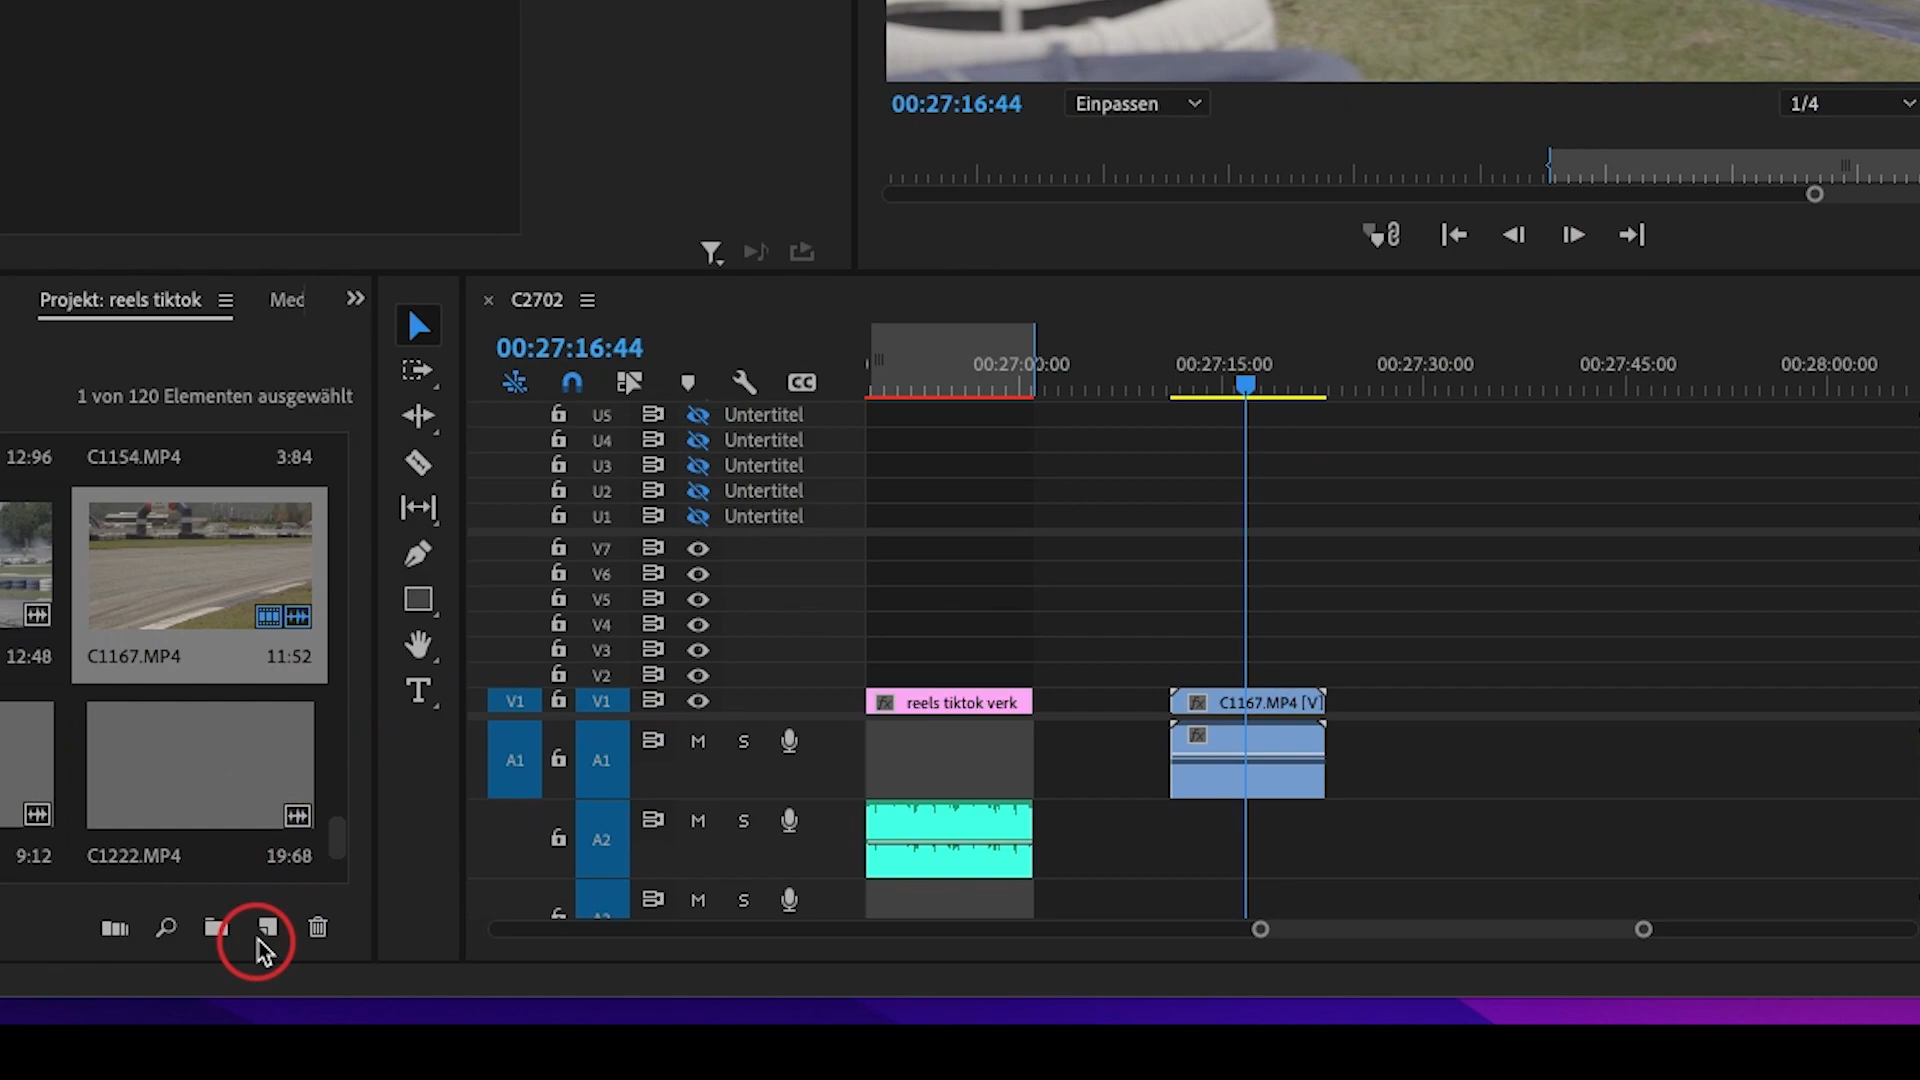 00:27:16:44
Einpassen
1/4
Projekt: reels tiktok
Med
C2702
00:27:16:44
00:27:00:00
00:27:15:00
00:27:30:00
00:27:45:00
00:28:00:00
CC
1 von 120 Elementen ausgewählt
U5 Untertitel
U4 Untertitel
U3 Untertitel
U2 Untertitel
U1 Untertitel
12:96
C1154.MP4
3:84
V7
V6
V5
V4
V3
V2
12:48
C1167.MP4
11:52
V1 V1
fx reels tiktok verk
fx C1167.MP4 [V]
A1 A1 M S
fx
A2 M S
9:12
C1222.MP4
19:68
M S
T